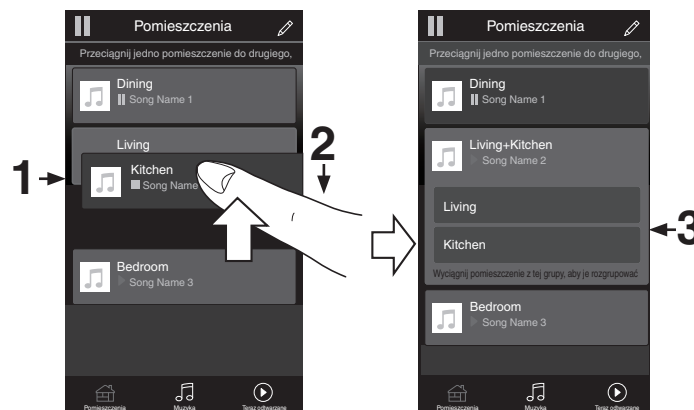 Pomieszczenia
Przeciągnij jedno pomieszczenie do drugiego,
Dining
Song Name 1
Living
Kitchen
Song Name
Bedroom
Song Name 3
Pomieszczenia
Muzyka
Teraz odtwarzane
1
2
Pomieszczenia
Przeciągnij jedno pomieszczenie do drugiego,
Dining
Song Name 1
Living+Kitchen
Song Name 2
Living
Kitchen
Wyciągnij pomieszczenie z tej grupy, aby je rozgrupować
Bedroom
Song Name 3
Pomieszczenia
Muzyka
Teraz odtwarzane
3